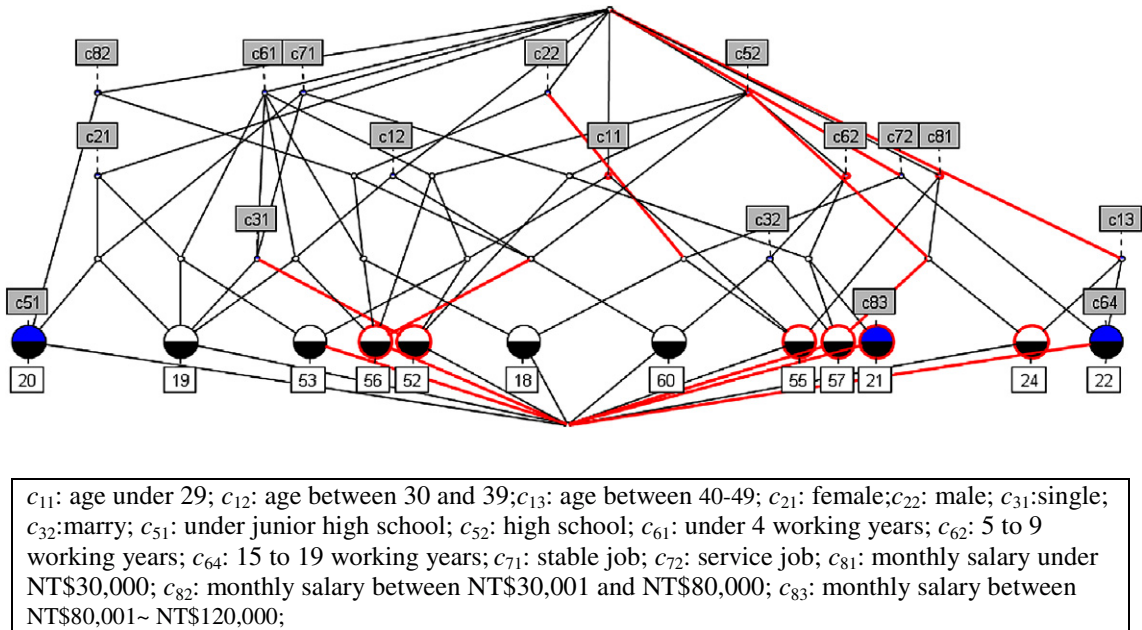 c82 c61 c71 c22 c52
c21 c12 c11 c62 c72 c81
c31 c32 c13
c51 c83 c64
20 19 53 56 52 18 60 55 57 21 24 22
c11: age under 29; c12: age between 30 and 39;c13: age between 40-49; c21: female;c22: male; c31:single;
c32:marry; c51: under junior high school; c52: high school; c61: under 4 working years; c62: 5 to 9
working years; c64: 15 to 19 working years; c71: stable job; c72: service job; c81: monthly salary under
NT$30,000; c82: monthly salary between NT$30,001 and NT$80,000; c83: monthly salary between
NT$80,001~ NT$120,000;